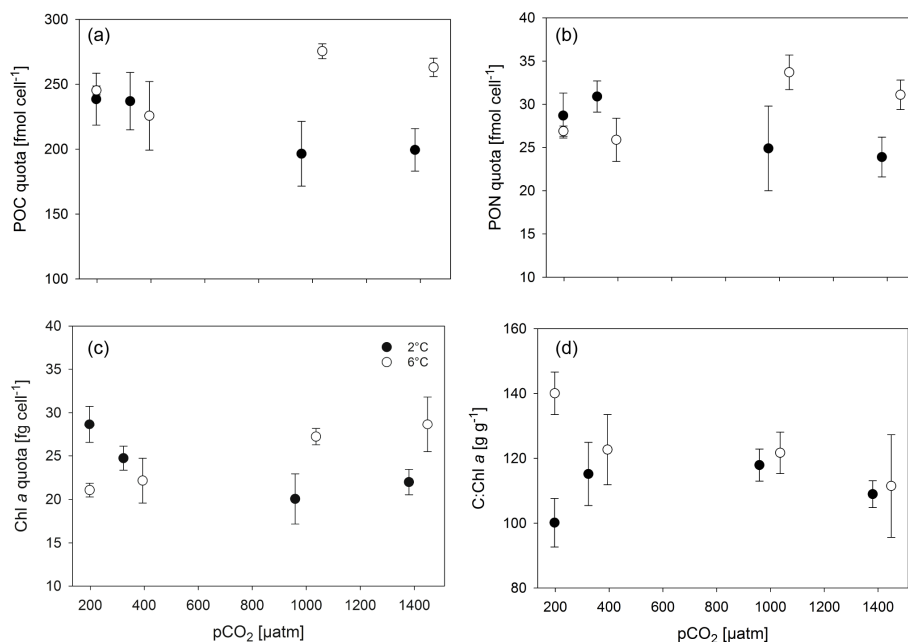 (a)
POC quota [fmol cell⁻¹]
300
250
200
150
100
(b)
PON quota [fmol cell⁻¹]
40
35
30
25
20
15
10
(c)
2°C
6°C
Chl a quota [fg cell⁻¹]
40
35
30
25
20
15
10
200 400 600 800 1000 1200 1400
pCO₂ [µatm]
(d)
C:Chl a [g g⁻¹]
160
140
120
100
80
200 400 600 800 1000 1200 1400
pCO₂ [µatm]